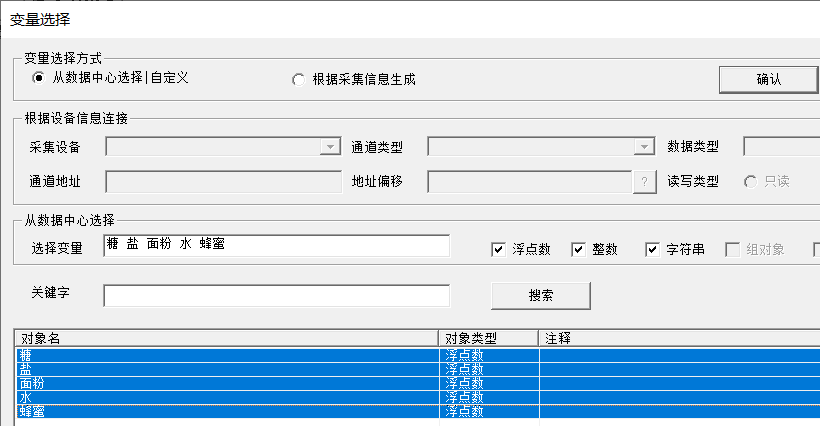 变量选择
变量选择方式
从数据中心选择|自定义 根据采集信息生成 确认
根据设备信息连接
采集设备 通道类型 数据类型
通道地址 地址偏移 ? 读写类型 只读
从数据中心选择
选择变量 糖 盐 面粉 水 蜂蜜 浮点数 整数 字符串 组对象
关键字 搜索
对象名 对象类型 注释
糖 浮点数
盐 浮点数
面粉 浮点数
水 浮点数
蜂蜜 浮点数